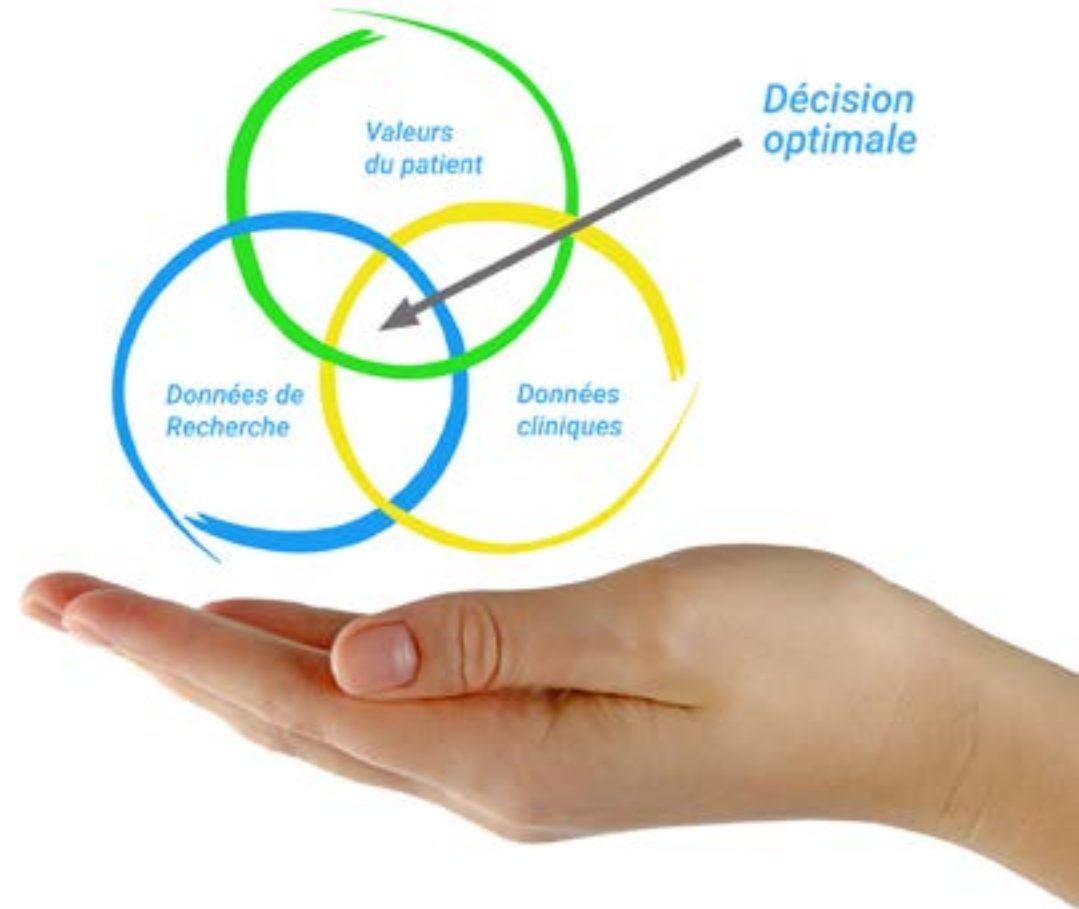 Valeurs
du patient
Décision
optimale
Données de
Recherche
Données
cliniques